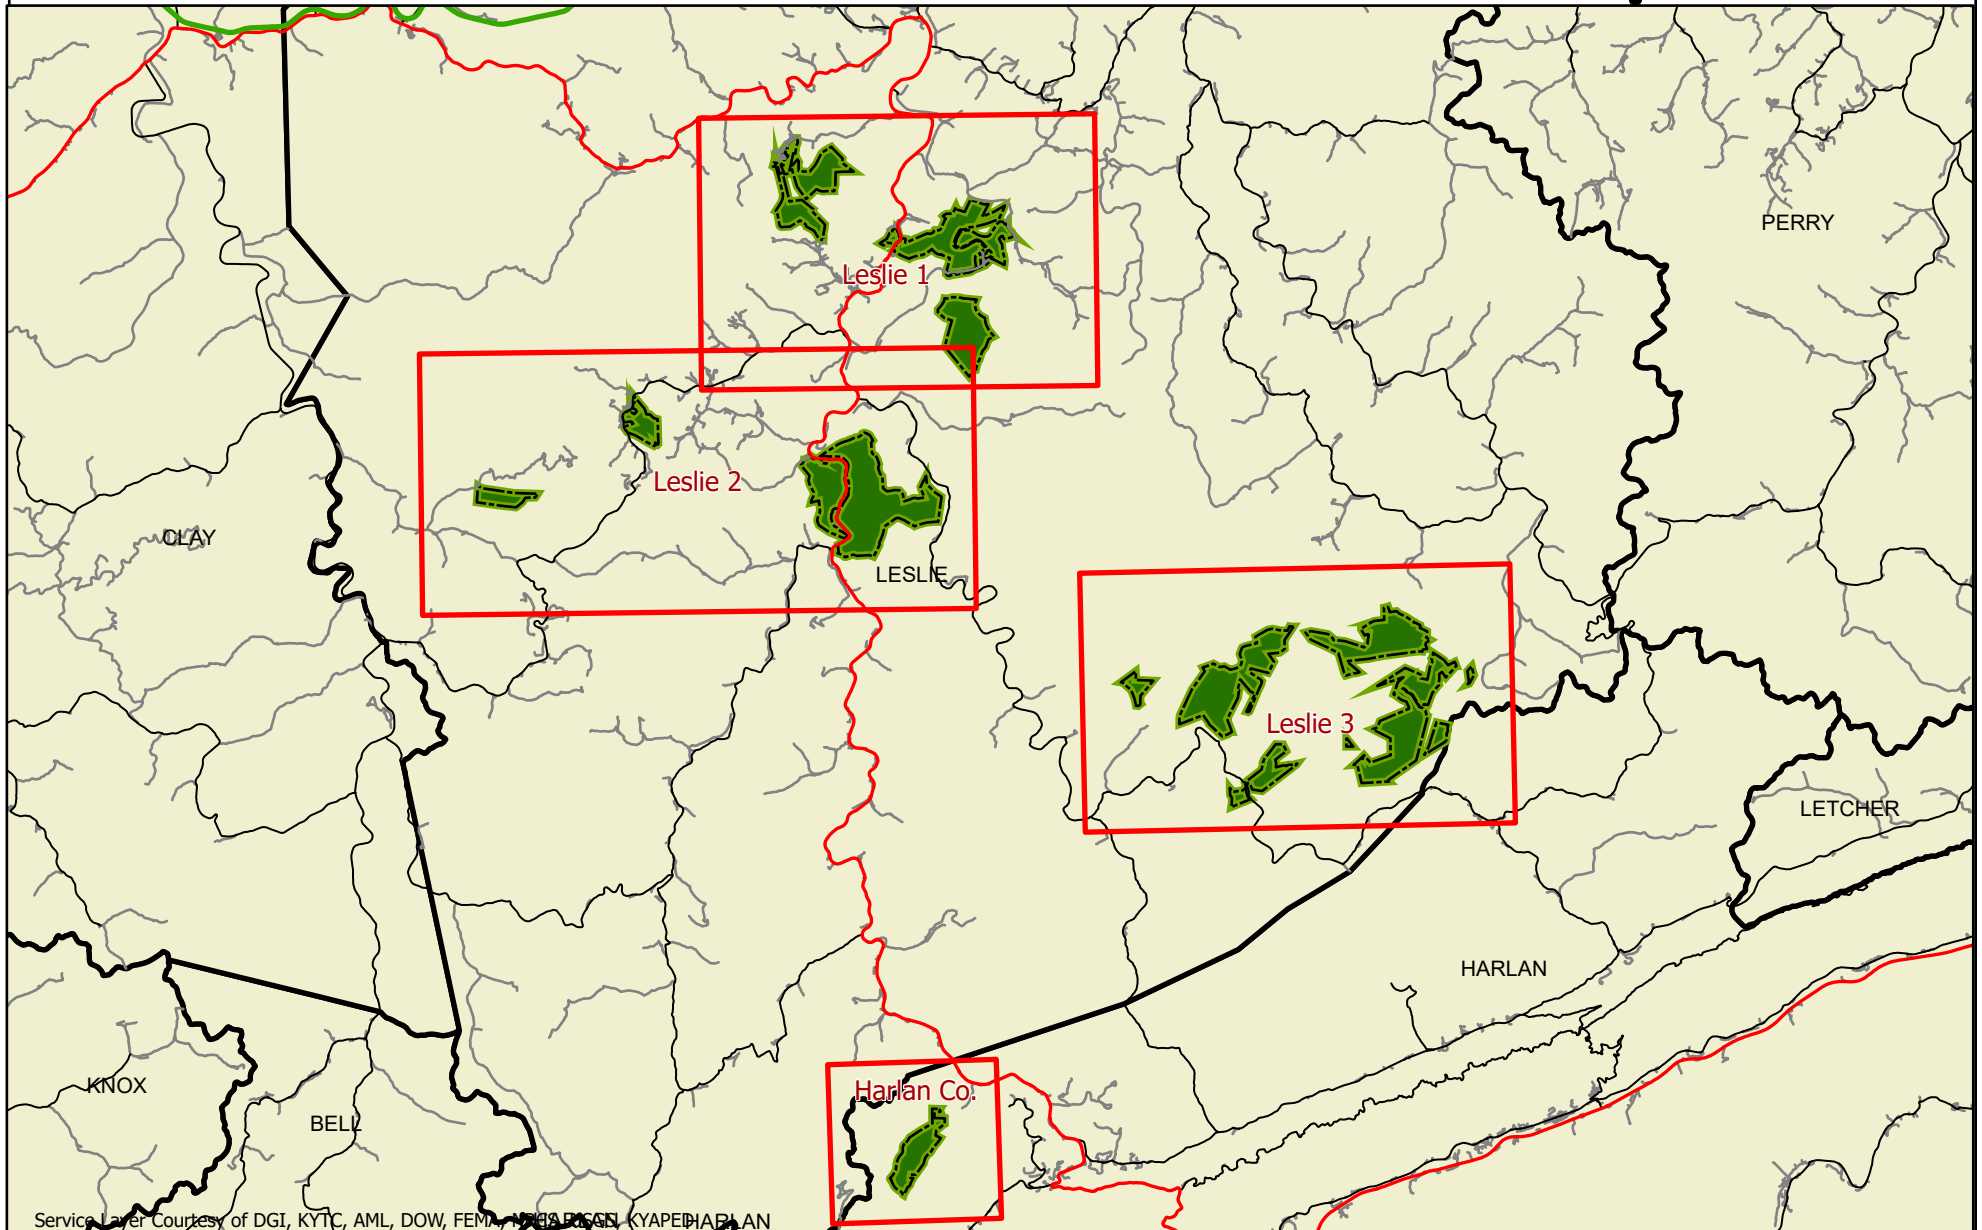 PERRY
Leslie 1
Leslie 2
CLAY
LESLIE
Leslie 3
LETCHER
HARLAN
KNOX
Harlan Co.
BELL
Service Layer Courtesy of DGI, KYTC, AML, DOW, FEMA, KYAPED
HARLAN